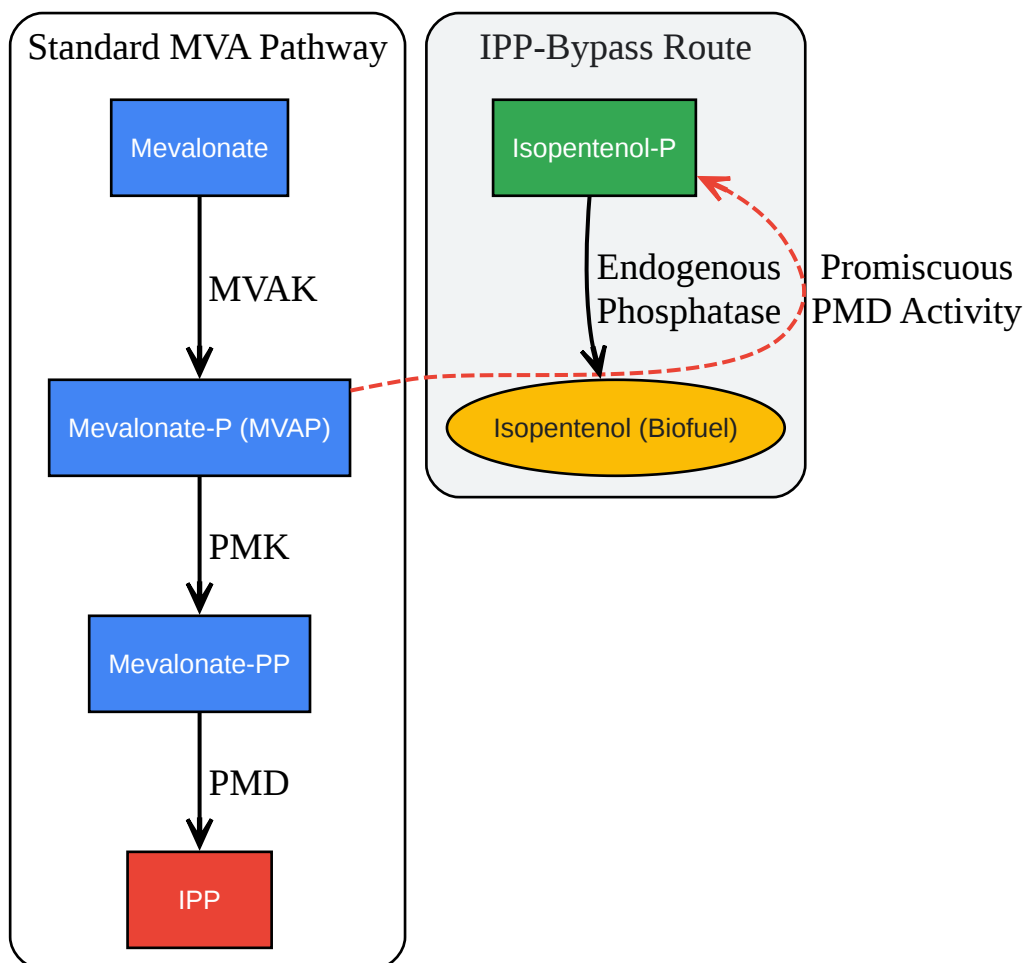 Standard MVA Pathway
Mevalonate
MVAK
Mevalonate-P (MVAP)
PMK
Mevalonate-PP
PMD
IPP
IPP-Bypass Route
Isopentenol-P
Endogenous
Phosphatase
Promiscuous
PMD Activity
Isopentenol (Biofuel)